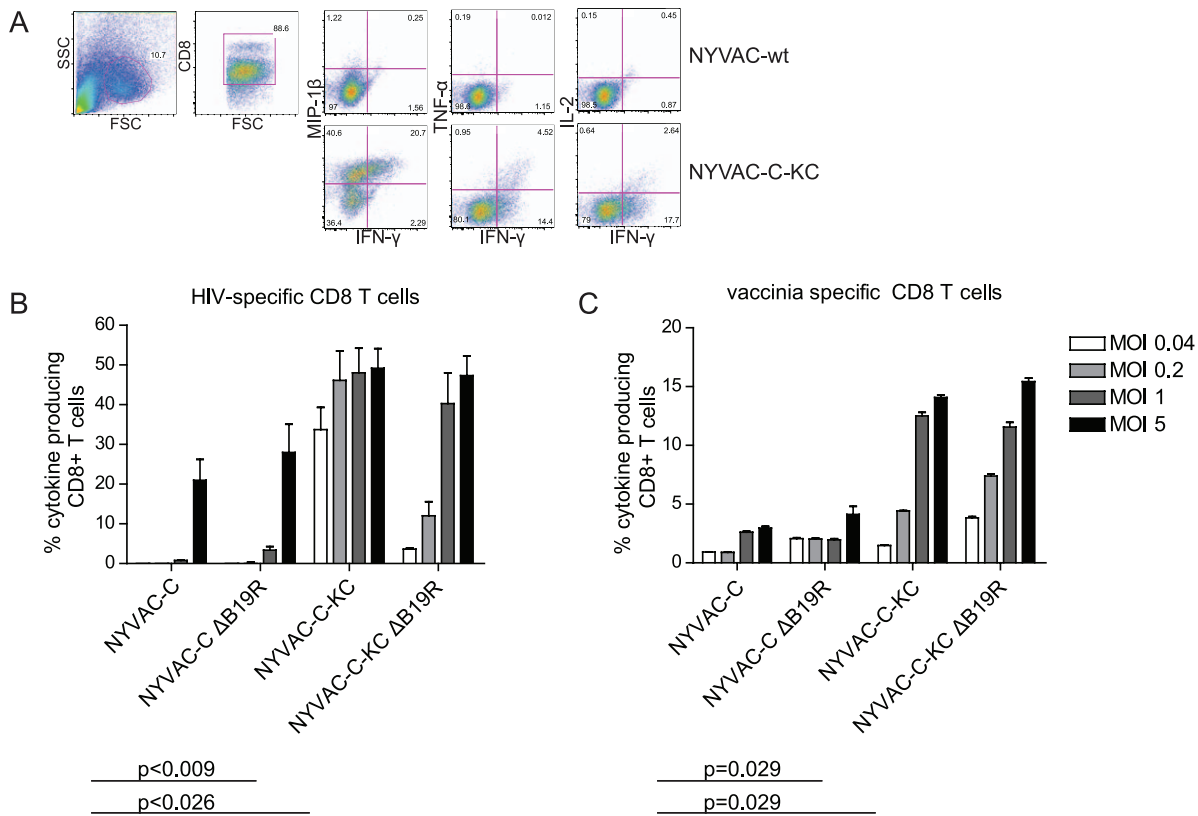 A
SSC
10.7
FSC
CD8
88.6
FSC
MIP-1β
1.22 0.25
97 1.56
TNF-α
0.19 0.012
98.6 1.15
IL-2
0.15 0.45
98.5 0.87
NYVAC-wt
40.6 20.7
36.4 2.29
IFN-γ
0.95 4.52
80.1 14.4
IFN-γ
0.64 2.64
79 17.7
IFN-γ
NYVAC-C-KC
B
HIV-specific CD8 T cells
% cytokine producing
CD8+ T cells
60
50
40
30
20
10
0
NYVAC-C
NYVAC-C ΔB19R
NYVAC-C-KC
NYVAC-C-KC ΔB19R
p<0.009
p<0.026
C
vaccinia specific CD8 T cells
% cytokine producing
CD8+ T cells
20
15
10
5
0
NYVAC-C
NYVAC-C ΔB19R
NYVAC-C-KC
NYVAC-C-KC ΔB19R
MOI 0.04
MOI 0.2
MOI 1
MOI 5
p=0.029
p=0.029